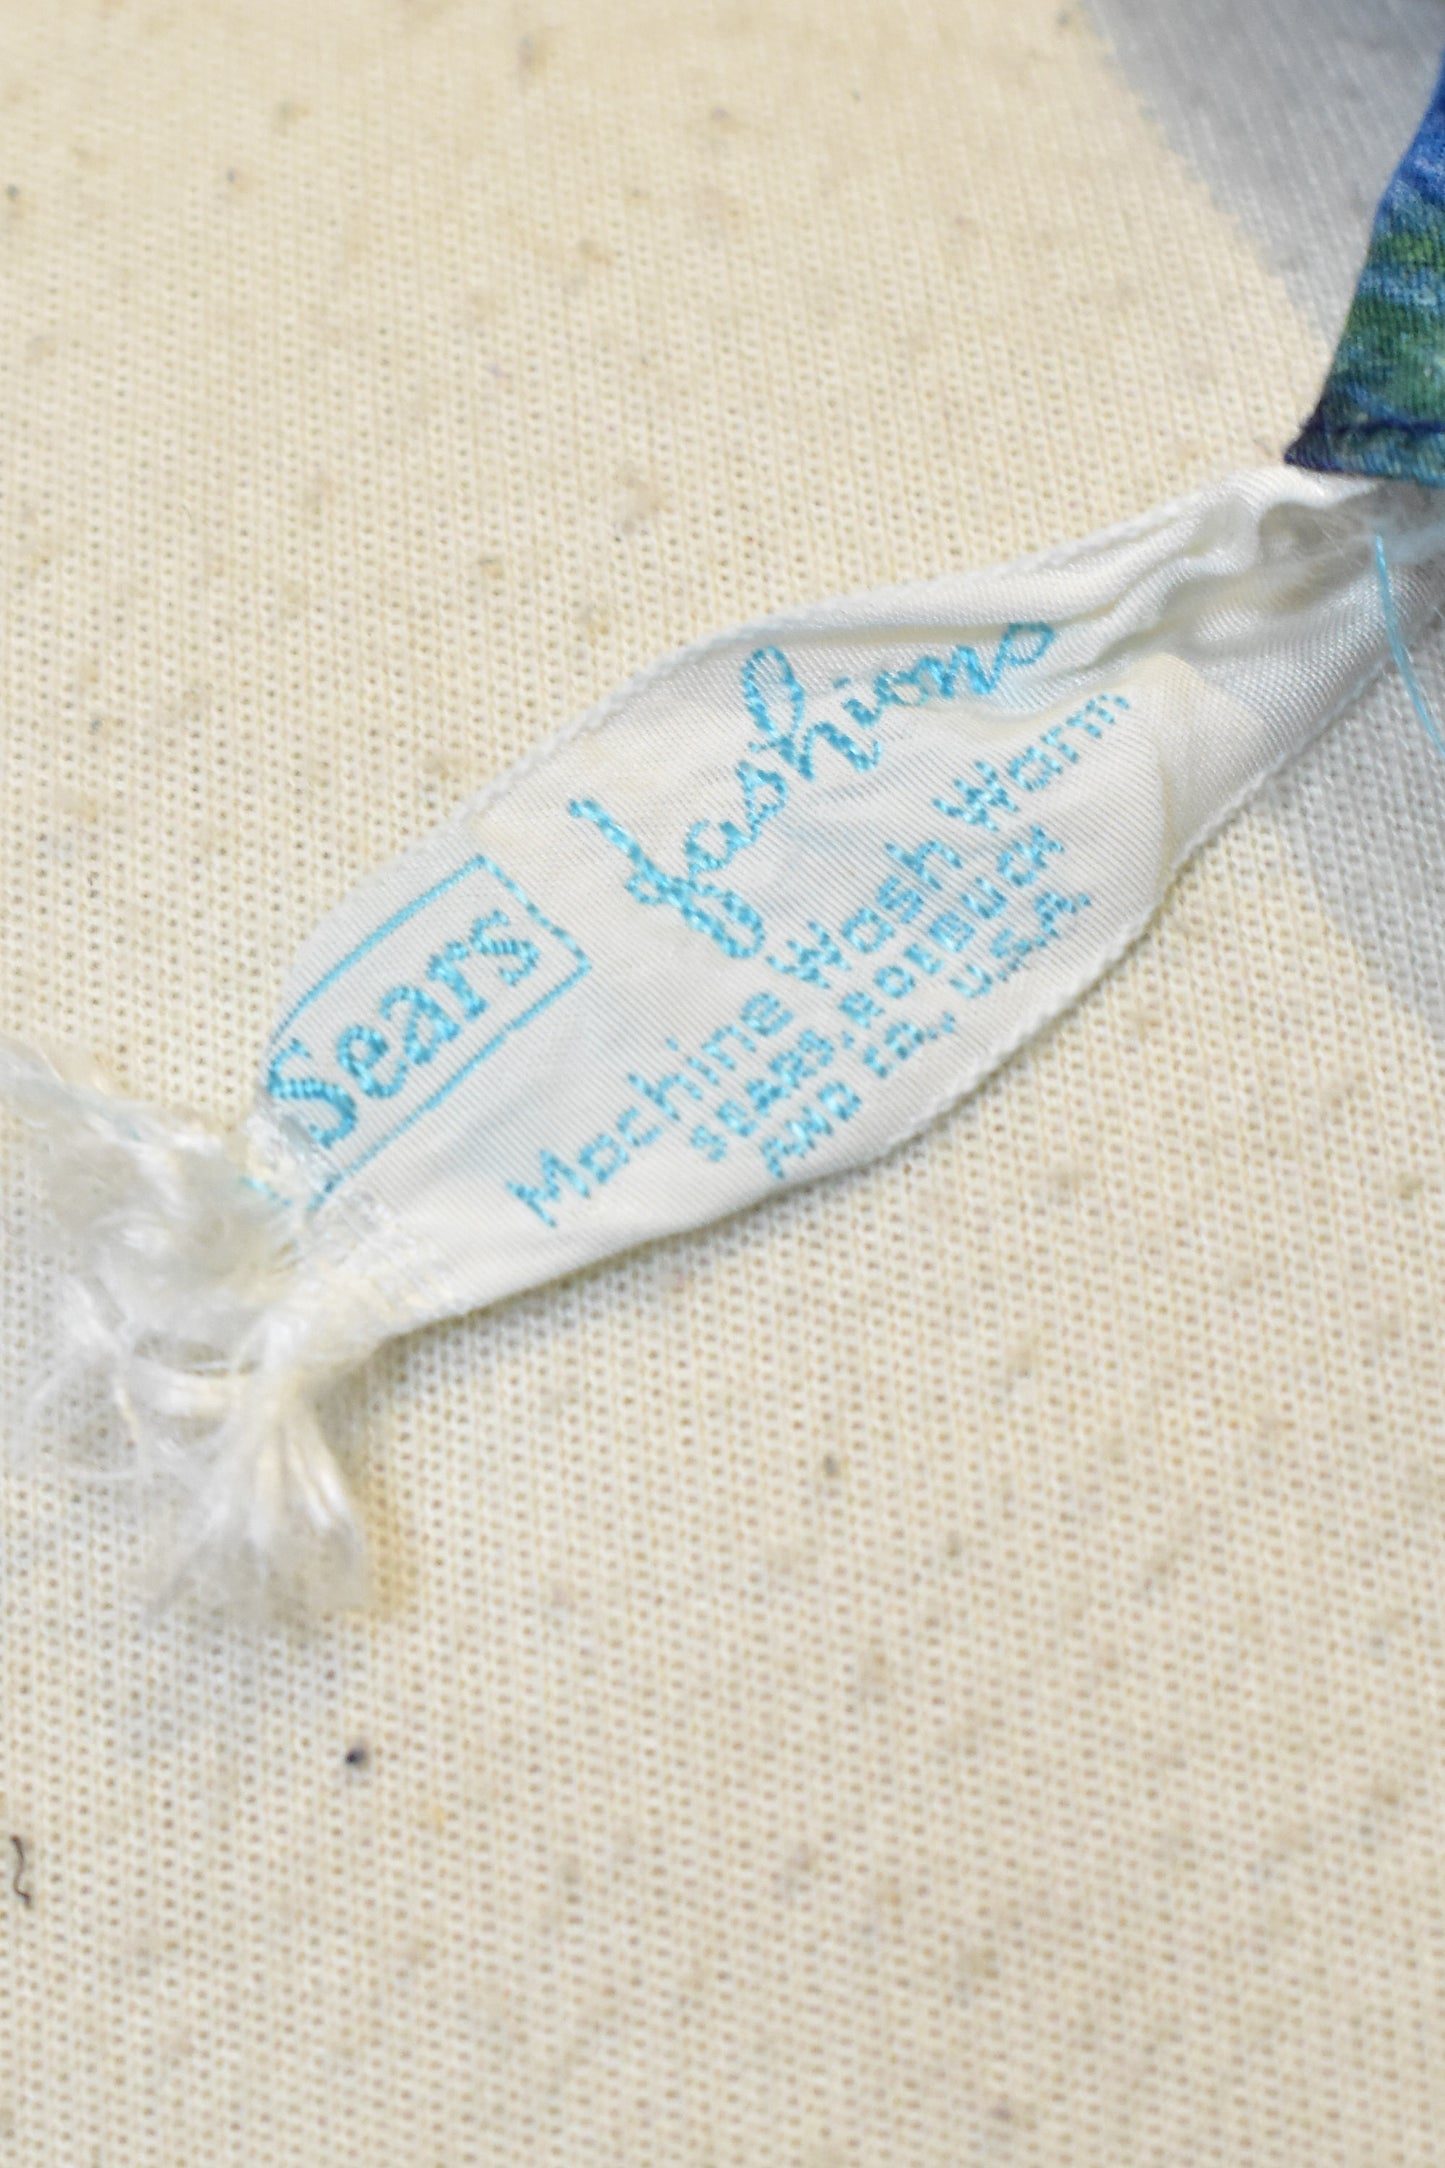 Sears fashions
Machine Wash Warm
SEARS, ROEBUCK
AND CO., U.S.A.